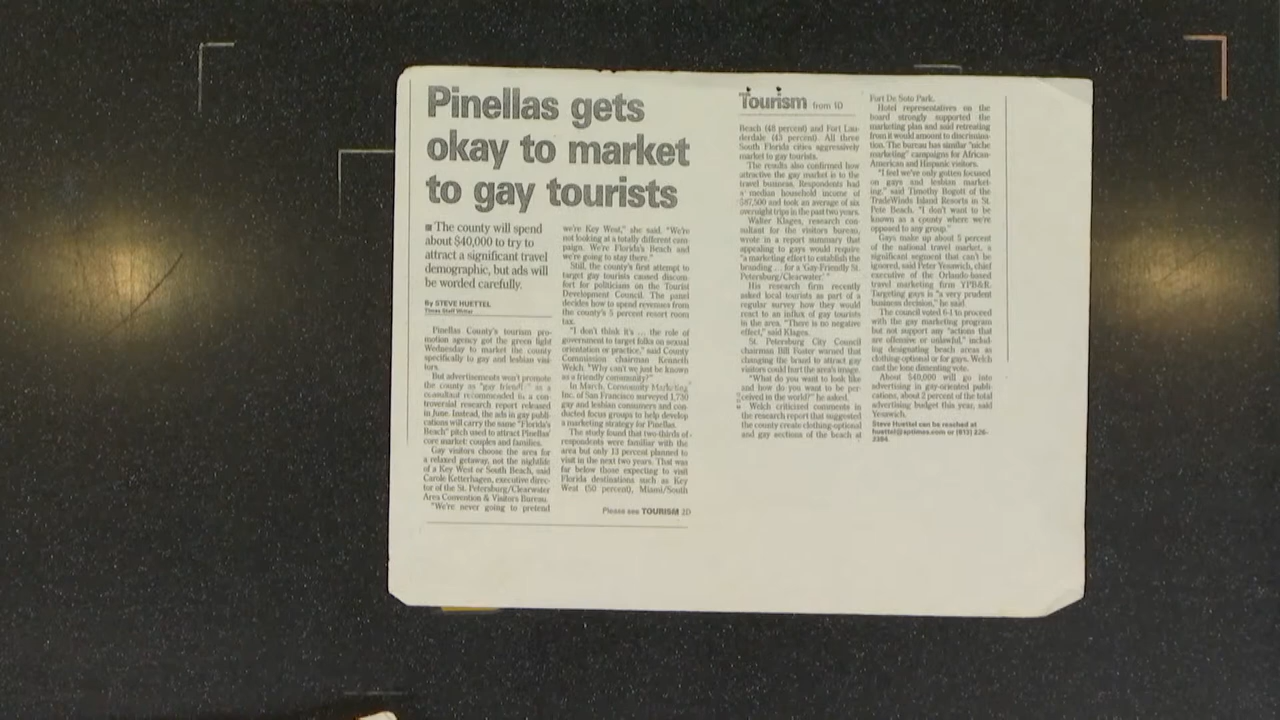 Pinellas gets
okay to market
to gay tourists
■ The county will spend
about $40,000 to try to
attract a significant travel
demographic, but ads will
be worded carefully.
By STEVE HUETTEL
Times Staff Writer
Pinellas County's tourism pro-
motion agency got the green light
Wednesday to market the county
specifically to gay and lesbian visi-
tors.
But advertisements won't promote
the county as "gay friendly" as a
consultant recommended in a con-
troversial research report released
in June. Instead, the ads in gay publi-
cations will carry the same "Florida's
Beach" pitch used to attract Pinellas'
core market: couples and families.
Gay visitors choose the area for
a relaxed getaway, not the nightlife
of a Key West or South Beach, said
Carole Ketterhagen, executive direc-
tor of the St. Petersburg/Clearwater
Area Convention & Visitors Bureau.
"We're never going to pretend
we're Key West," she said. "We're
not looking at a totally different cam-
paign. We're Florida's Beach and
we're going to stay there."
Still, the county's first attempt to
target gay tourists caused discom-
fort for politicians on the Tourist
Development Council. The panel
decides how to spend revenues from
the county's 5 percent resort room
tax.
"I don't think it's ... the role of
government to target folks on sexual
orientation or practice," said County
Commission chairman Kenneth
Welch. "Why can't we just be known
as a friendly community?"
In March, Community Marketing
Inc. of San Francisco surveyed 1,730
gay and lesbian consumers and con-
ducted focus groups to help develop
a marketing strategy for Pinellas.
The study found that two-thirds of
respondents were familiar with the
area but only 13 percent planned to
visit in the next two years. That was
far below those expecting to visit
Florida destinations such as Key
West (50 percent), Miami/South
Please see TOURISM 2D
Tourism from 1D
Beach (48 percent) and Fort Lau-
derdale (43 percent). All three
South Florida cities aggressively
market to gay tourists.
The results also confirmed how
attractive the gay market is to the
travel business. Respondents had
a median household income of
$87,500 and took an average of six
overnight trips in the past two years.
Walter Klages, research con-
sultant for the visitors bureau,
wrote in a report summary that
appealing to gays would require
"a marketing effort to establish the
branding ... for a 'Gay-Friendly St.
Petersburg/Clearwater.'"
His research firm recently
asked local tourists as part of a
regular survey how they would
react to an influx of gay tourists
in the area. "There is no negative
effect," said Klages.
St. Petersburg City Council
chairman Bill Foster warned that
changing the brand to attract gay
visitors could hurt the area's image.
"What do you want to look like
and how do you want to be per-
ceived in the world?" he asked.
Welch criticised comments in
the research report that suggested
the county create clothing-optional
and gay sections of the beach at
Fort De Soto Park.
Hotel representatives on the
board strongly supported the
marketing plan and said retreating
from it would amount to discrimina-
tion. The bureau has similar "niche
marketing" campaigns for African-
American and Hispanic visitors.
"I feel we've only gotten focused
on gays and lesbian market-
ing," said Timothy Bogott of the
TradeWinds Island Resorts in St.
Pete Beach. "I don't want to be
known as a county where we're
opposed to any group."
Gays make up about 5 percent
of the national travel market, a
significant segment that can't be
ignored, said Peter Yesawich, chief
executive of the Orlando-based
travel marketing firm YPB&R.
Targeting gays is "a very prudent
business decision," he said.
The council voted 6-1 to proceed
with the gay marketing program
but not support any "actions that
are offensive or unlawful," includ-
ing designating beach areas as
clothing-optional or for gays. Welch
cast the lone dissenting vote.
About $40,000 will go into
advertising in gay-oriented publi-
cations, about 2 percent of the total
advertising budget this year, said
Yesawich.
Steve Huettel can be reached at
huettel@sptimes.com or (813) 226-
3384.